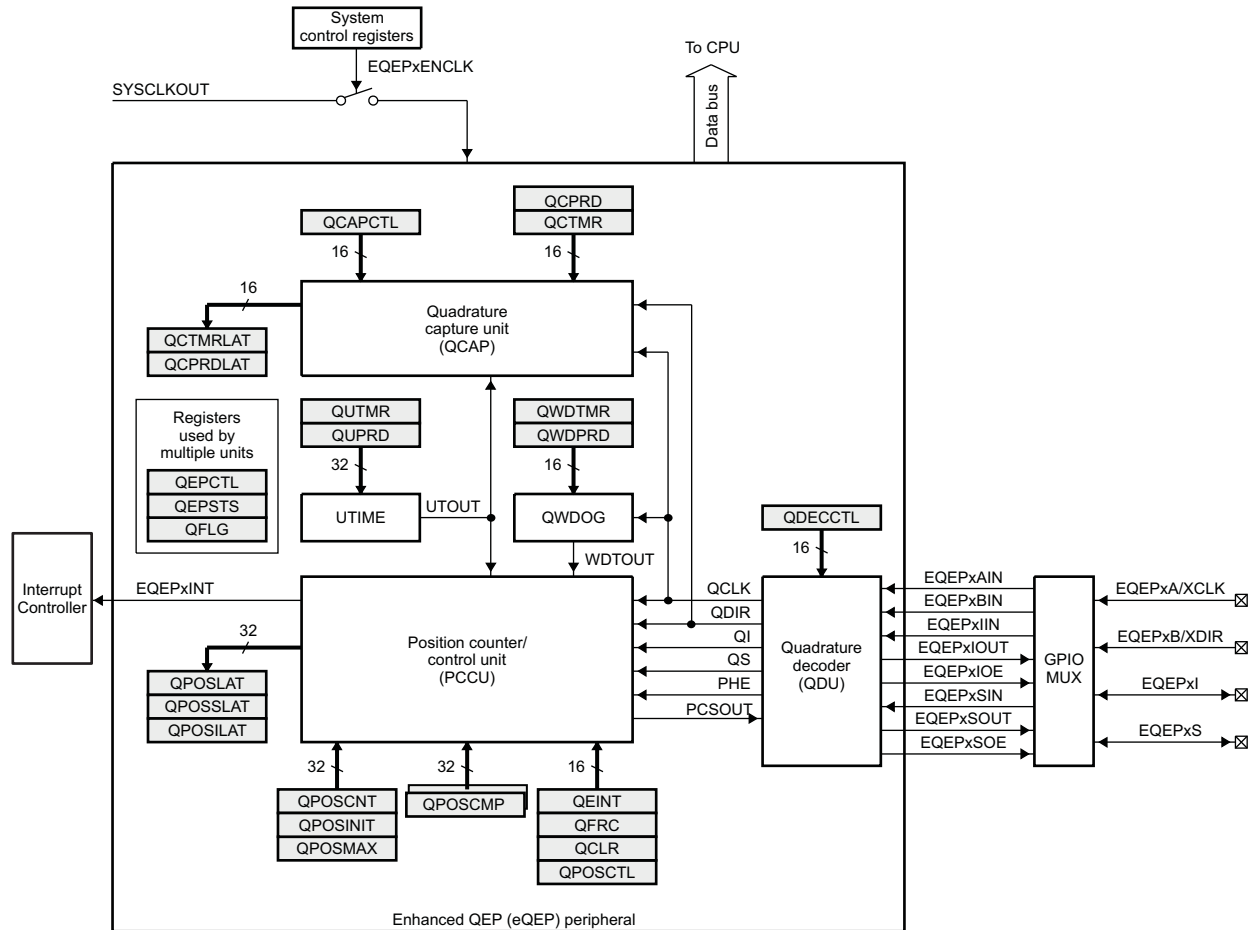 System
control registers
To CPU
EQEPxENCLK
SYSCLKOUT
Data bus
QCPRD
QCAPCTL
QCTMR
16
16
16
Quadrature
capture unit
(QCAP)
QCTMRLAT
QCPRDLAT
Registers
used by
multiple units
QEPCTL
QEPSTS
QFLG
QUTMR
QUPRD
QWDTMR
QWDPRD
32
16
UTIME
UTOUT
QWDOG
QDECCTL
WDTOUT
16
Interrupt
Controller
EQEPxINT
32
Position counter/
control unit
(PCCU)
QCLK
QDIR
QI
QS
PHE
PCSOUT
Quadrature
decoder
(QDU)
EQEPxAIN
EQEPxBIN
EQEPxIIN
EQEPxIOUT
EQEPxIOE
EQEPxSIN
EQEPxSOUT
EQEPxSOE
GPIO
MUX
EQEPxA/XCLK
EQEPxB/XDIR
EQEPxI
EQEPxS
QPOSLAT
QPOSSLAT
QPOSILAT
32
32
16
QPOSCNT
QPOSINIT
QPOSMAX
QPOSCMP
QEINT
QFRC
QCLR
QPOSCTL
Enhanced QEP (eQEP) peripheral